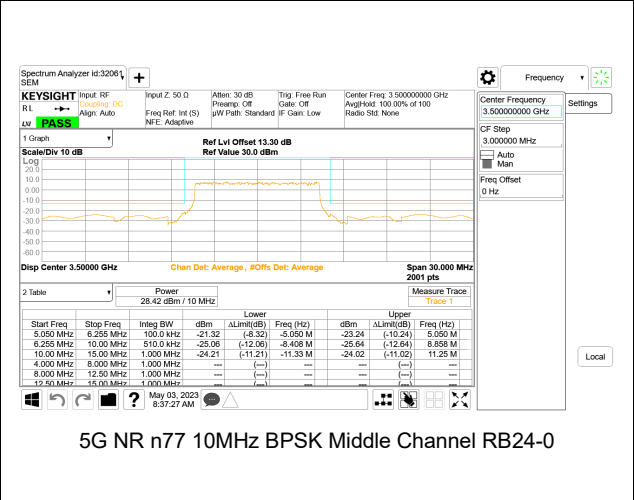 Spectrum Analyzer id:32061
SEM
Frequency
KEYSIGHT
Input: RF
Input Z: 50 Ω
Atten: 30 dB
Trig: Free Run
Center Freq: 3.500000000 GHz
R L
Coupling: DC
Preamp: Off
Gate: Off
Avg|Hold: 100.00% of 100
Align: Auto
Freq Ref: Int (S)
µW Path: Standard
IF Gain: Low
Radio Std: None
PASS
NFE: Adaptive
Center Frequency
3.500000000 GHz
Settings
CF Step
3.000000 MHz
Auto
Man
Freq Offset
0 Hz
1 Graph
Ref Lvl Offset 13.30 dB
Scale/Div 10 dB
Ref Value 30.0 dBm
Log
20.0
10.0
0.00
-10.0
-20.0
-30.0
-40.0
-50.0
-60.0
Disp Center 3.50000 GHz
Chan Det: Average, #Offs Det: Average
Span 30.000 MHz
2001 pts
2 Table
Power
28.42 dBm / 10 MHz
Measure Trace
Trace 1
Lower Upper
Start Freq Stop Freq Integ BW dBm ΔLimit(dB) Freq (Hz) dBm ΔLimit(dB) Freq (Hz)
5.050 MHz 6.255 MHz 100.0 kHz -21.32 (-8.32) -5.050 M -23.24 (-10.24) 5.050 M
6.255 MHz 10.00 MHz 510.0 kHz -25.06 (-12.06) -8.408 M -25.64 (-12.64) 8.858 M
10.00 MHz 15.00 MHz 1.000 MHz -24.21 (-11.21) -11.33 M -24.02 (-11.02) 11.25 M
4.000 MHz 8.000 MHz 1.000 MHz --- (---) --- --- (---) ---
8.000 MHz 12.50 MHz 1.000 MHz --- (---) --- --- (---) ---
12.50 MHz 15.00 MHz 1.000 MHz --- (---) --- --- (---) ---
Local
May 03, 2023
8:37:27 AM
5G NR n77 10MHz BPSK Middle Channel RB24-0